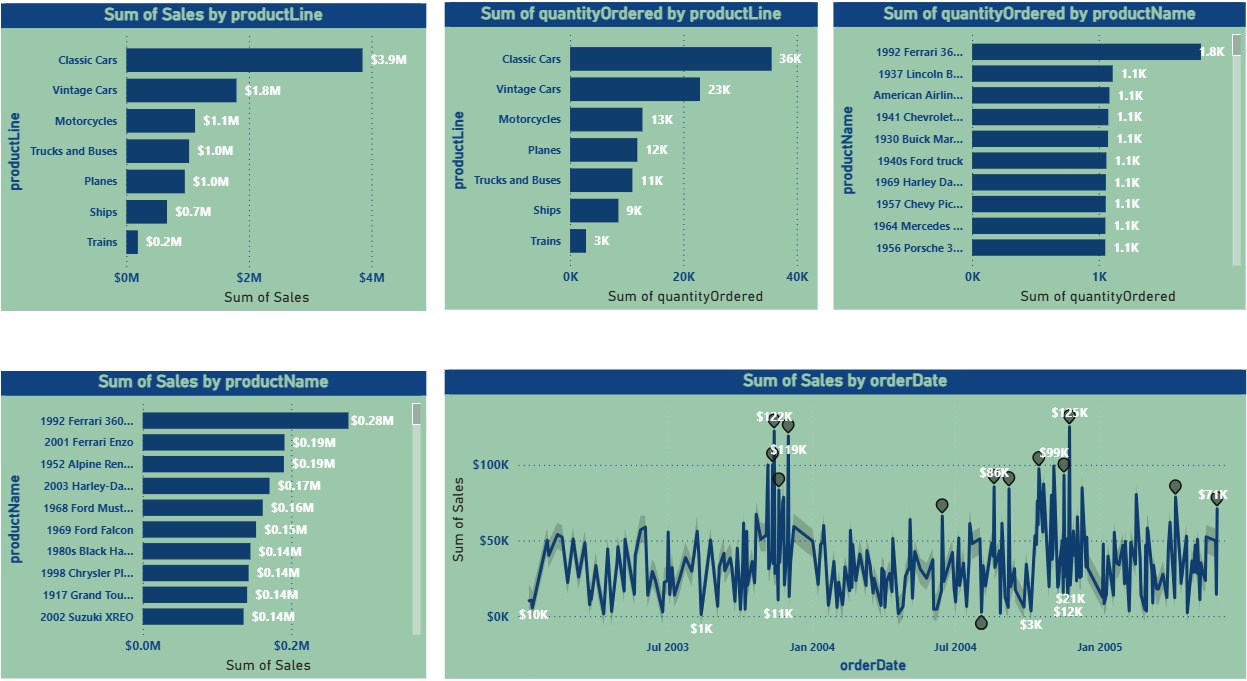 Sum of Sales by productLine
productLine
Classic Cars $3.9M
Vintage Cars $1.8M
Motorcycles $1.1M
Trucks and Buses $1.0M
Planes $1.0M
Ships $0.7M
Trains $0.2M
$0M $2M $4M
Sum of Sales
Sum of quantityOrdered by productLine
productLine
Classic Cars 36K
Vintage Cars 23K
Motorcycles 13K
Planes 12K
Trucks and Buses 11K
Ships 9K
Trains 3K
0K 20K 40K
Sum of quantityOrdered
Sum of quantityOrdered by productName
productName
1992 Ferrari 36... 1.8K
1937 Lincoln B... 1.1K
American Airlin... 1.1K
1941 Chevrolet... 1.1K
1930 Buick Mar... 1.1K
1940s Ford truck 1.1K
1969 Harley Da... 1.1K
1957 Chevy Pic... 1.1K
1964 Mercedes ... 1.1K
1956 Porsche 3... 1.1K
0K 1K
Sum of quantityOrdered
Sum of Sales by productName
productName
1992 Ferrari 360... $0.28M
2001 Ferrari Enzo $0.19M
1952 Alpine Ren... $0.19M
2003 Harley-Da... $0.17M
1968 Ford Must... $0.16M
1969 Ford Falcon $0.15M
1980s Black Ha... $0.14M
1998 Chrysler Pl... $0.14M
1917 Grand Tou... $0.14M
2002 Suzuki XREO $0.14M
$0.0M $0.2M
Sum of Sales
Sum of Sales by orderDate
Sum of Sales
$122K $125K
$119K $99K
$100K
$86K
$71K
$50K
$21K
$0K $10K $11K $12K
$1K $3K
Jul 2003 Jan 2004 Jul 2004 Jan 2005
orderDate